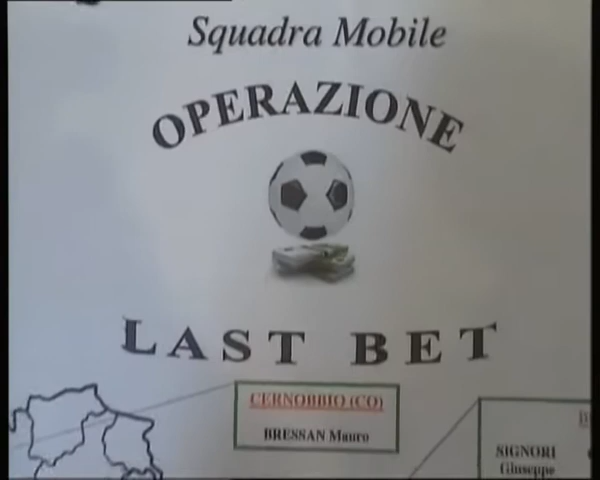 Squadra Mobile
OPERAZIONE
LAST BET
CERNOBBIO (CO)
BRESSAN Mauro
SIGNORI
Giuseppe